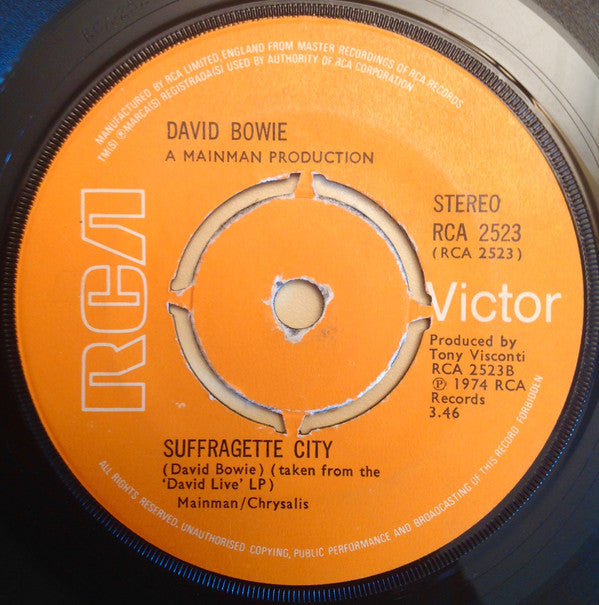 MANUFACTURED BY RCA LIMITED, ENGLAND FROM MASTER RECORDINGS OF RCA RECORDS
TM(S) ® MARCA(S) REGISTRADA(S) USED BY AUTHORITY OF RCA CORPORATION
DAVID BOWIE
A MAINMAN PRODUCTION
RCA
STEREO
RCA 2523
(RCA 2523)
Victor
Produced by
Tony Visconti
RCA 2523B
Ⓟ 1974 RCA
Records
3.46
SUFFRAGETTE CITY
(David Bowie) (taken from the
‘David Live’ LP)
Mainman/Chrysalis
ALL RIGHTS RESERVED. UNAUTHORISED COPYING, PUBLIC PERFORMANCE AND BROADCASTING OF THIS RECORD FORBIDDEN